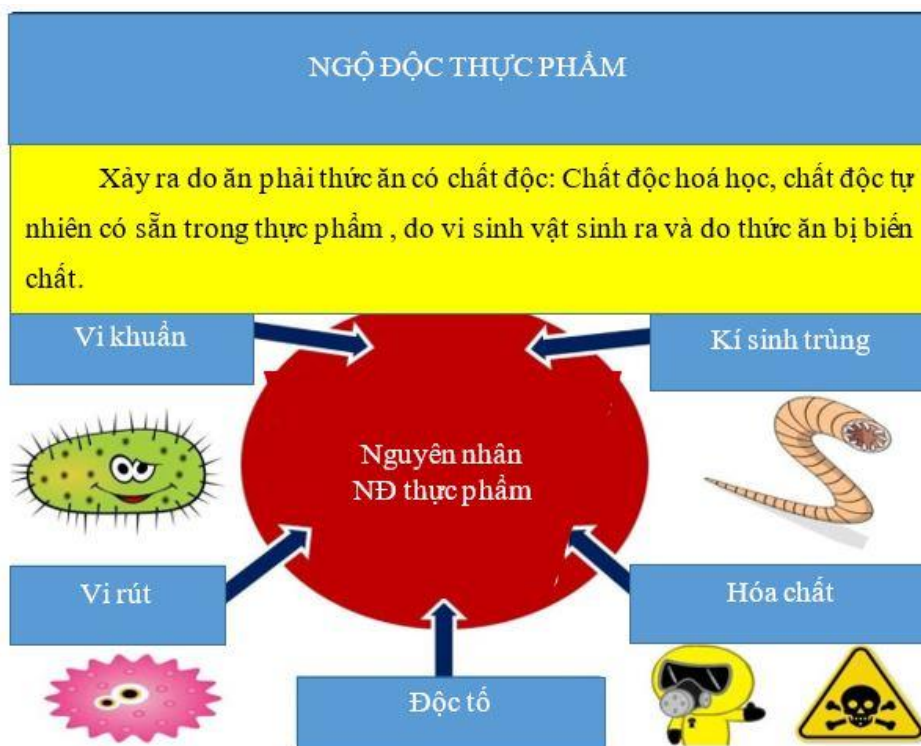 NGỘ ĐỘC THỰC PHẨM
Xảy ra do ăn phải thức ăn có chất độc: Chất độc hoá học, chất độc tự
nhiên có sẵn trong thực phẩm , do vi sinh vật sinh ra và do thức ăn bị biến
chất.
Vi khuẩn
Kí sinh trùng
Nguyên nhân
NĐ thực phẩm
Vi rút
Hóa chất
Độc tố